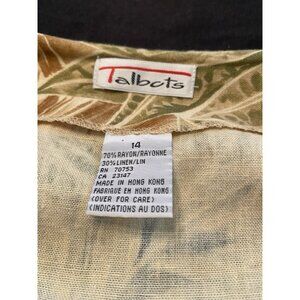 Talbots
14
70% RAYON/RAYONNE
30% LINEN/LIN
RN 70753
CA 23147
MADE IN HONG KONG
FABRIQUÉ EN HONG KONG
(OVER FOR CARE)
(INDICATIONS AU DOS)